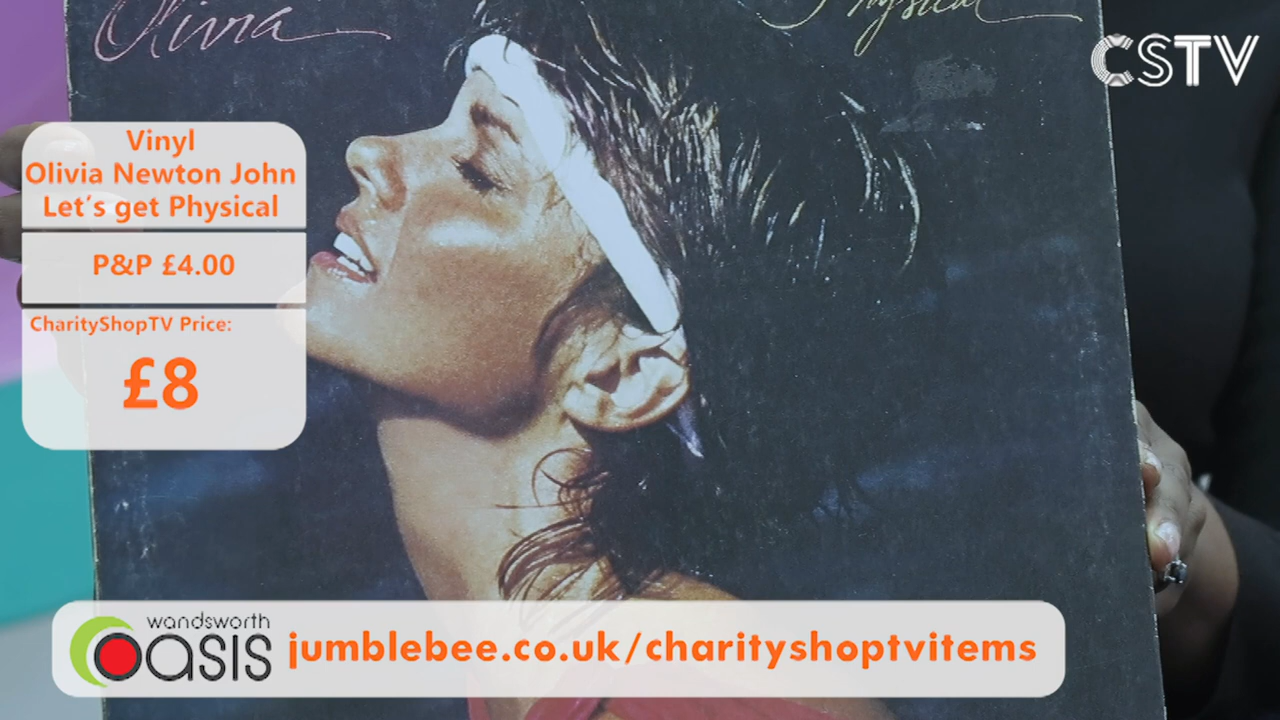 Olivia
Physical
CSTV
Vinyl
Olivia Newton John
Let's get Physical
P&P £4.00
CharityShopTV Price:
£8
wandsworth
oasis
jumblebee.co.uk/charityshoptvitems